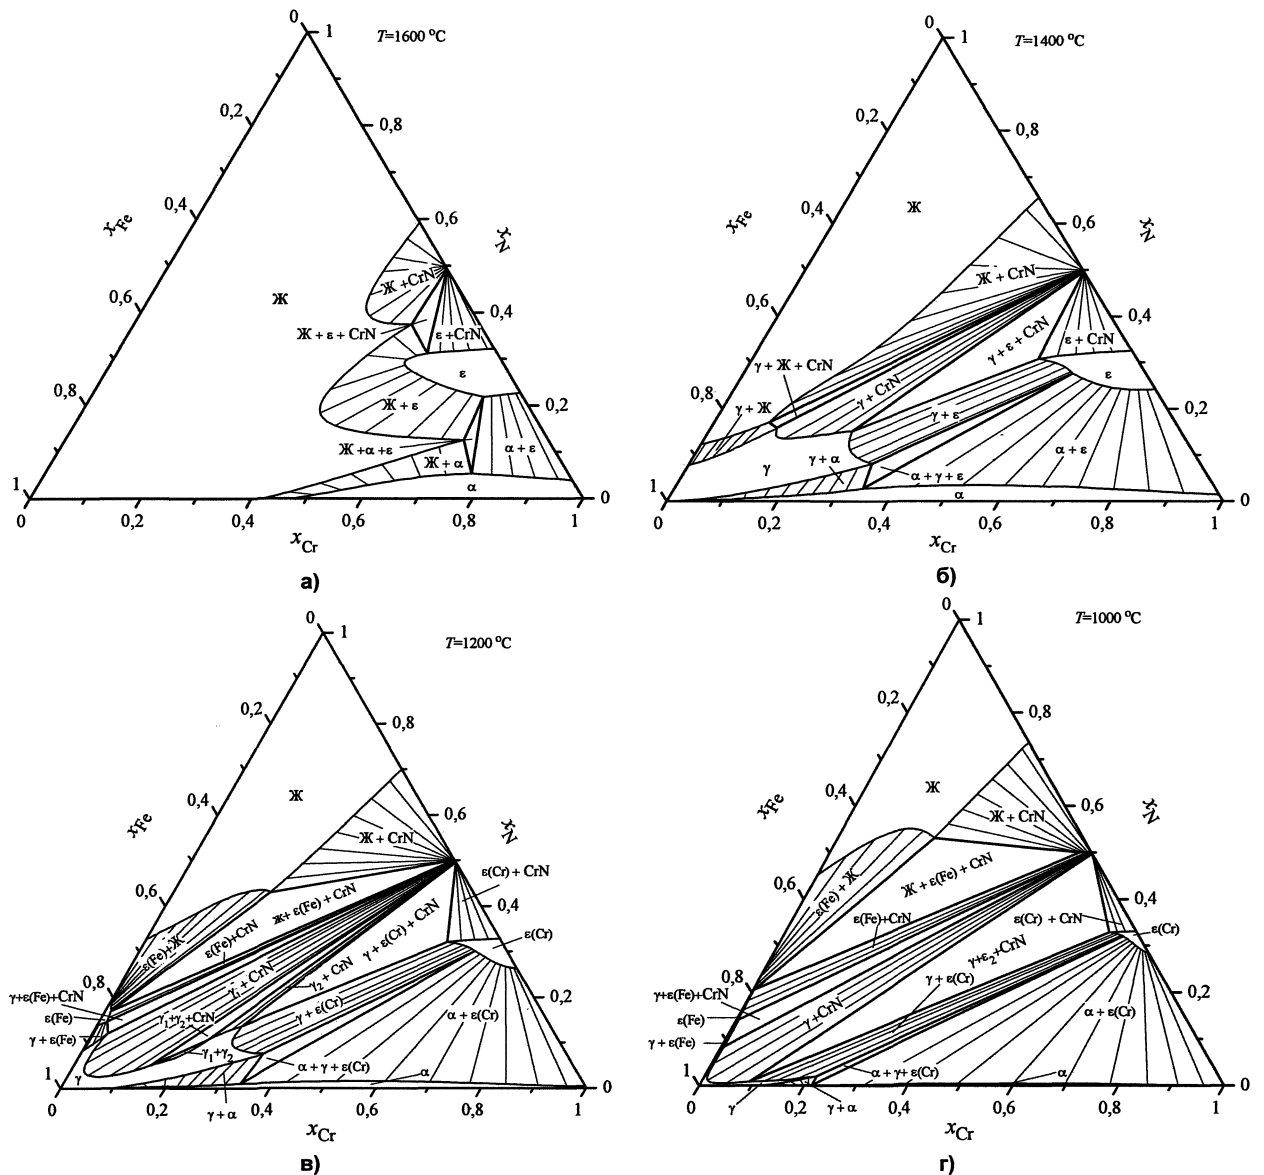 0
1
T=1600 °C
0,2
0,8
0,4
x_Fe
0,6
x_N
Ж + CrN
Ж
0,6
0,4
Ж + ε + CrN
ε + CrN
ε
0,8
Ж + ε
0,2
Ж + α + ε
Ж + α
α + ε
α
1
0
0
0,2
0,4
0,6
0,8
1
x_Cr
а)
0
1
T=1400 °C
0,2
0,8
Ж
0,4
x_Fe
0,6
x_N
Ж + CrN
0,6
0,4
γ + ε + CrN
ε + CrN
γ + Ж + CrN
ε
0,8
γ + CrN
γ + Ж
0,2
γ + ε
α + ε
γ
γ + α
α + γ + ε
α
1
0
0
0,2
0,4
0,6
0,8
1
x_Cr
б)
0
1
T=1200 °C
0,2
0,8
Ж
0,4
x_Fe
0,6
x_N
Ж + CrN
ε(Cr) + CrN
0,6
Ж + ε(Fe) + CrN
0,4
ε(Fe)+CrN
γ + ε(Cr) + CrN
ε(Cr)
ε(Fe)+Ж
0,8
γ₁ + CrN
γ₂ + CrN
γ+ε(Fe)+CrN
0,2
ε(Fe)
γ₁+γ₂+CrN
γ + ε(Cr)
α + ε(Cr)
γ + ε(Fe)
γ₁+γ₂
α + γ + ε(Cr)
γ
α
1
0
γ + α
0
0,2
0,4
0,6
0,8
1
x_Cr
в)
0
1
T=1000 °C
0,2
0,8
Ж
0,4
x_Fe
0,6
x_N
Ж + CrN
ε(Fe) + Ж
Ж + ε(Fe) + CrN
0,6
0,4
ε(Fe)+CrN
ε(Cr) + CrN
ε(Cr)
0,8
γ+ε₂+CrN
γ + ε(Cr)
γ+ε(Fe)+CrN
0,2
ε(Fe)
γ+CrN
α + ε(Cr)
γ + ε(Fe)
α + γ + ε(Cr)
α
1
0
γ
γ + α
0
0,2
0,4
0,6
0,8
1
x_Cr
г)